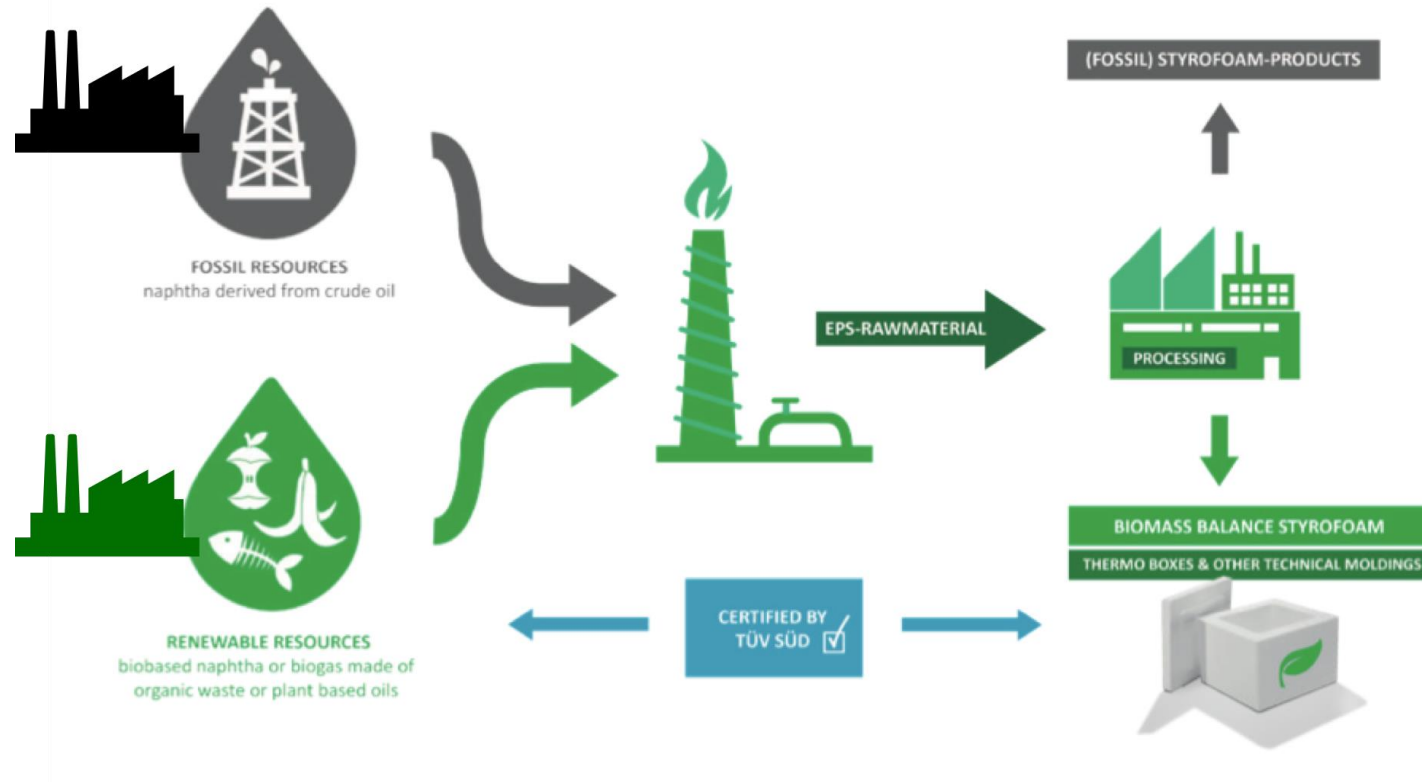 (FOSSIL) STYROFOAM-PRODUCTS
FOSSIL RESOURCES
naphtha derived from crude oil
EPS-RAWMATERIAL
PROCESSING
BIOMASS BALANCE STYROFOAM
THERMO BOXES & OTHER TECHNICAL MOLDINGS
CERTIFIED BY
TÜV SÜD
RENEWABLE RESOURCES
biobased naphtha or biogas made of
organic waste or plant based oils